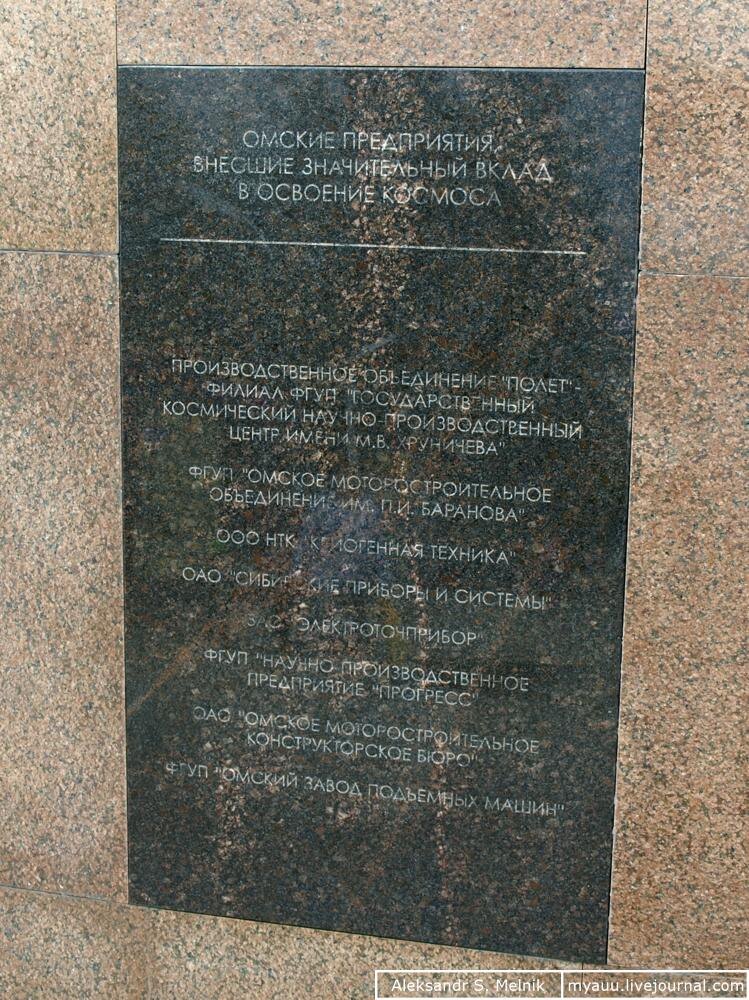 ОМСКИЕ ПРЕДПРИЯТИЯ,
ВНЕСШИЕ ЗНАЧИТЕЛЬНЫЙ ВКЛАД
В ОСВОЕНИЕ КОСМОСА
ПРОИЗВОДСТВЕННОЕ ОБЪЕДИНЕНИЕ "ПОЛЕТ" -
ФИЛИАЛ ФГУП "ГОСУДАРСТВЕННЫЙ
КОСМИЧЕСКИЙ НАУЧНО-ПРОИЗВОДСТВЕННЫЙ
ЦЕНТР ИМЕНИ М.В. ХРУНИЧЕВА"
ФГУП "ОМСКОЕ МОТОРОСТРОИТЕЛЬНОЕ
ОБЪЕДИНЕНИЕ ИМ. П.И. БАРАНОВА"
ООО НТК "КРИОГЕННАЯ ТЕХНИКА"
ОАО "СИБИРСКИЕ ПРИБОРЫ И СИСТЕМЫ"
ЗАО "ЭЛЕКТРОТОЧПРИБОР"
ФГУП "НАУЧНО-ПРОИЗВОДСТВЕННОЕ
ПРЕДПРИЯТИЕ "ПРОГРЕСС"
ОАО "ОМСКОЕ МОТОРОСТРОИТЕЛЬНОЕ
КОНСТРУКТОРСКОЕ БЮРО"
ФГУП "ОМСКИЙ ЗАВОД ПОДЪЕМНЫХ МАШИН"
Aleksandr S. Melnik myauu.livejournal.com